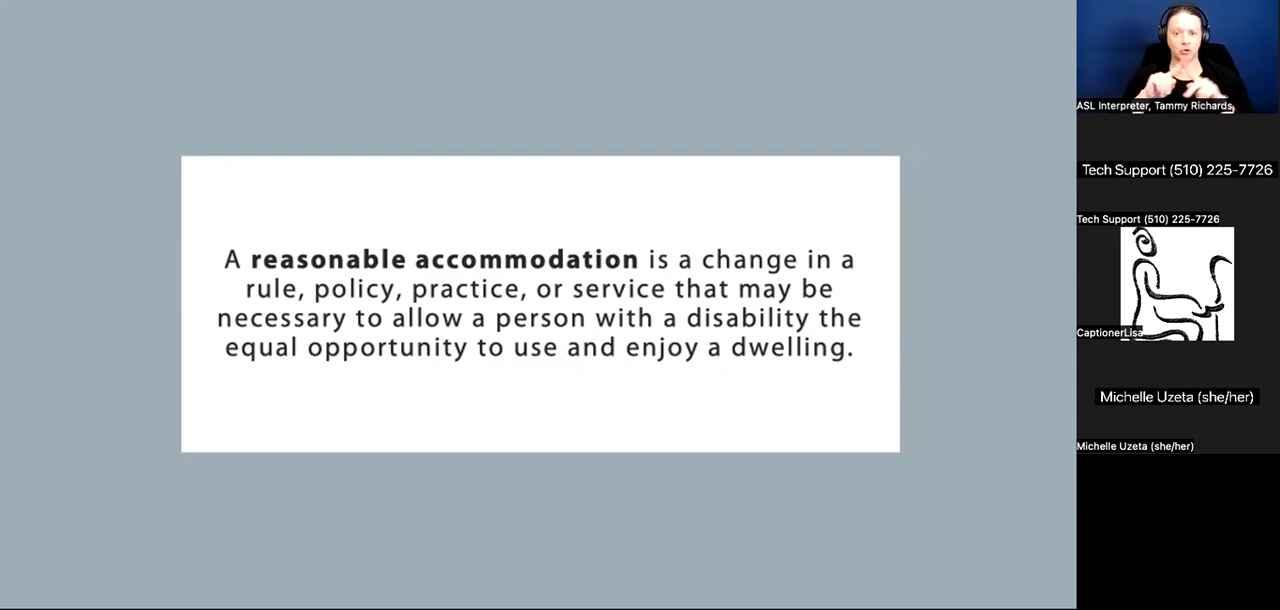 A reasonable accommodation is a change in a
rule, policy, practice, or service that may be
necessary to allow a person with a disability the
equal opportunity to use and enjoy a dwelling.
ASL Interpreter, Tammy Richards
Tech Support (510) 225-7726
Tech Support (510) 225-7726
CaptionerLisa
Michelle Uzeta (she/her)
Michelle Uzeta (she/her)